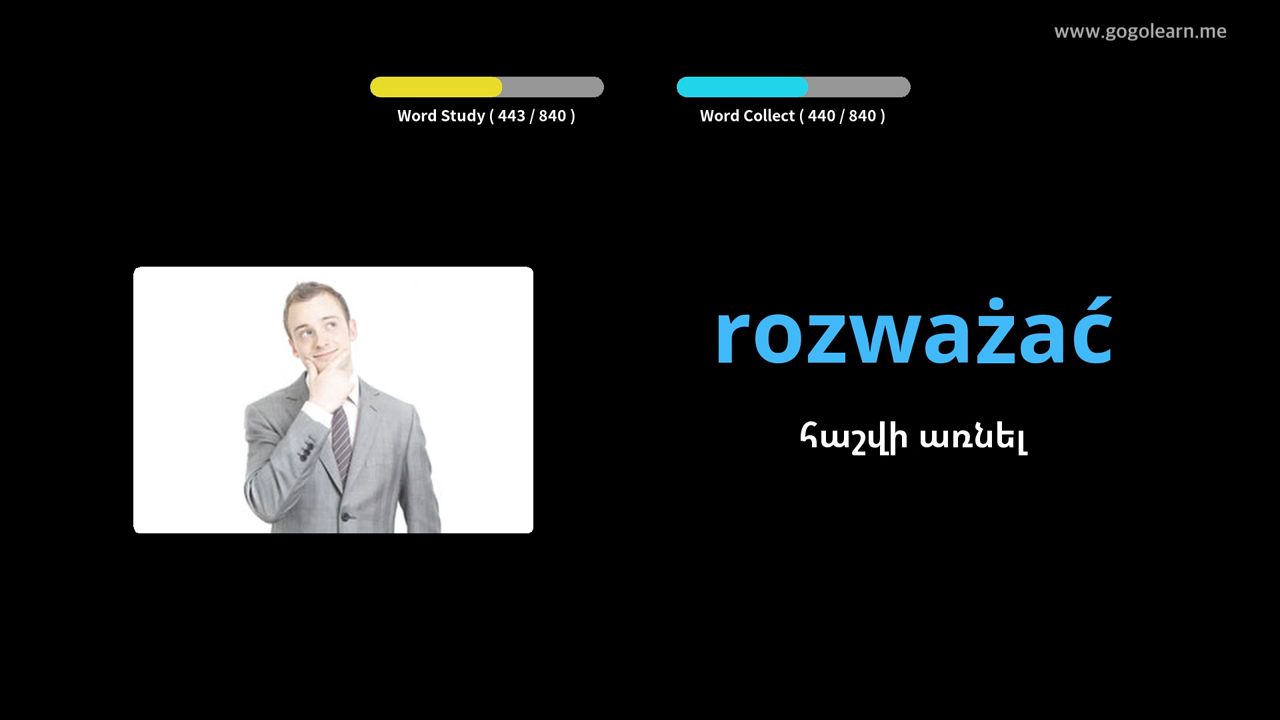 www.gogolearn.me
Word Study ( 443 / 840 )
Word Collect ( 440 / 840 )
rozważać
հաշվի առնել